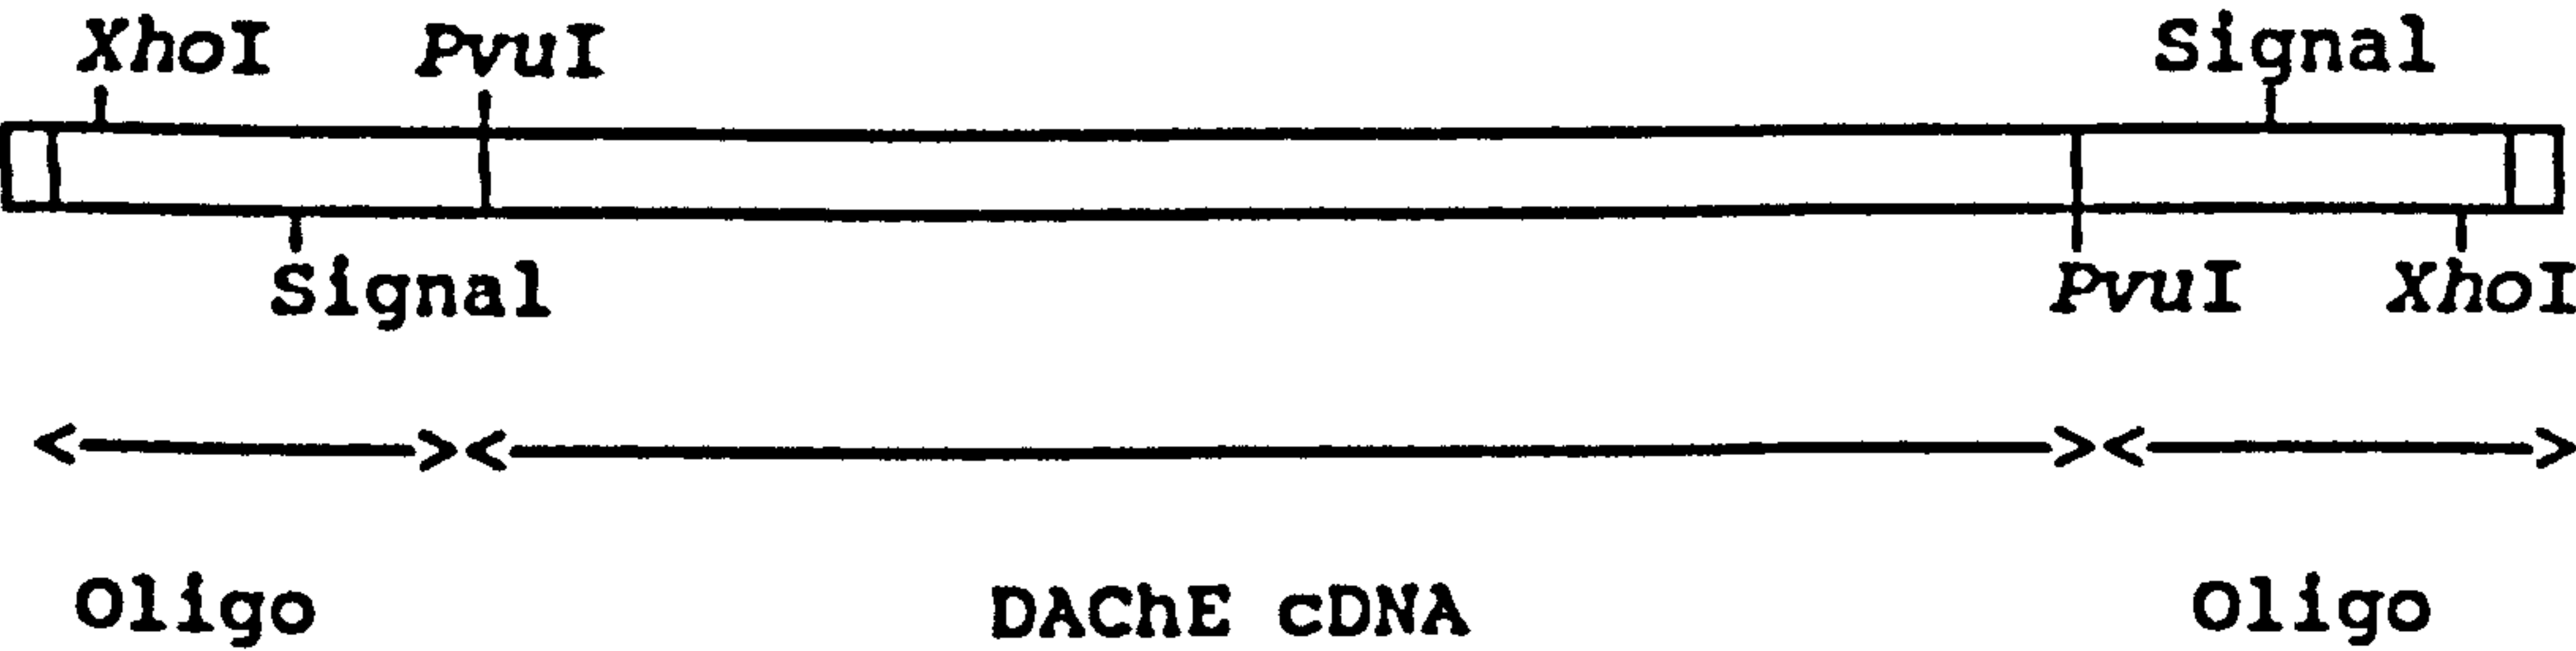 XhoI PvuI Signal
Signal PvuI XhoI
Oligo DAChE cDNA Oligo